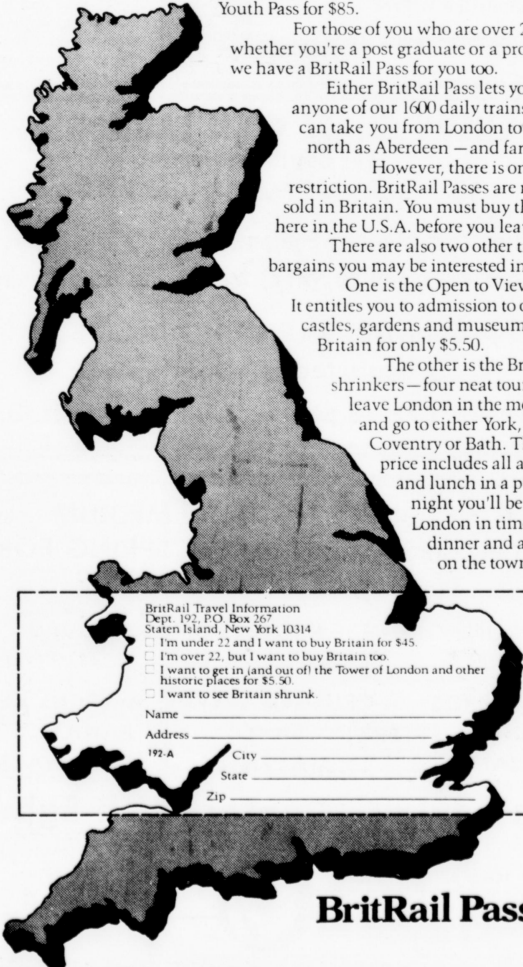 Youth Pass for $85.
For those of you who are over 2
whether you're a post graduate or a pro
we have a BritRail Pass for you too.
Either BritRail Pass lets yo
anyone of our 1600 daily trains
can take you from London to
north as Aberdeen — and far
However, there is on
restriction. BritRail Passes are n
sold in Britain. You must buy th
here in the U.S.A. before you lea
There are also two other t
bargains you may be interested in
One is the Open to View
It entitles you to admission to o
castles, gardens and museum
Britain for only $5.50.
The other is the Br
shrinkers — four neat tou
leave London in the mo
and go to either York,
Coventry or Bath. T
price includes all a
and lunch in a p
night you'll be
London in tim
dinner and a
on the town
BritRail Travel Information
Dept. 192, P.O. Box 267
Staten Island, New York 10314
I'm under 22 and I want to buy Britain for $45.
I'm over 22, but I want to buy Britain too.
I want to get in (and out of) the Tower of London and other
historic places for $5.50.
I want to see Britain shrunk.
Name
Address
192-A City
State
Zip
BritRail Pass